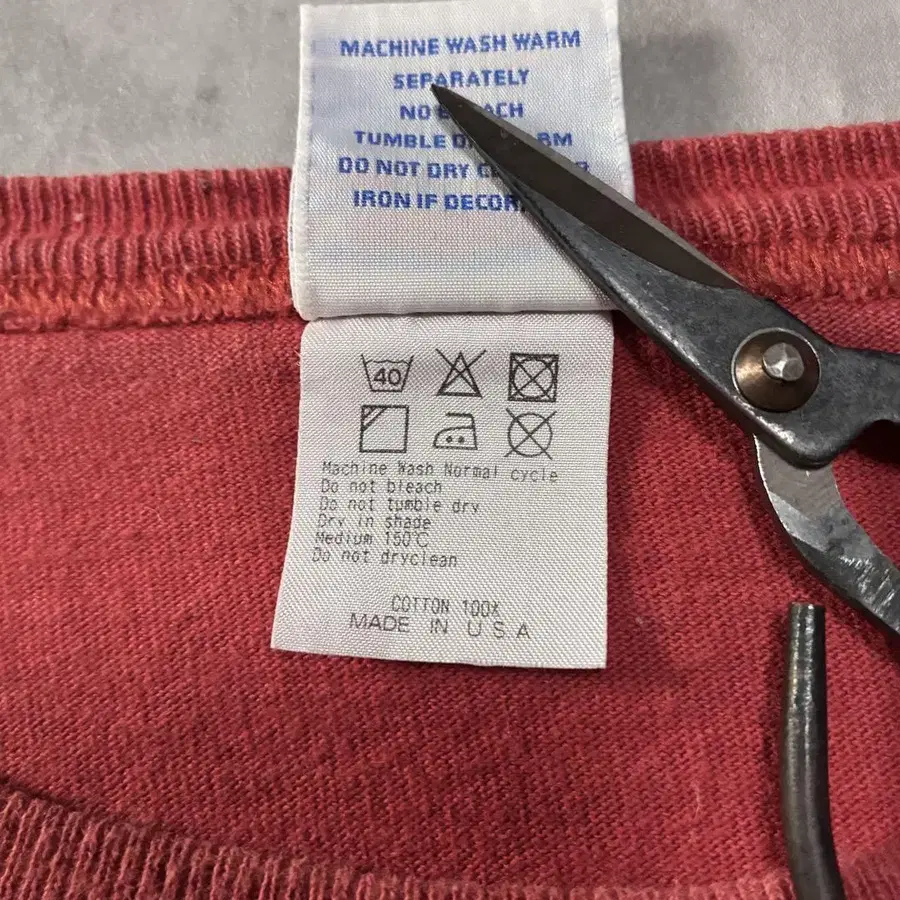 MACHINE WASH WARM
SEPARATELY
NO
TUMBLE
DO NOT DRY
IRON IF
40
Machine Wash Normal cycle
Do not bleach
Do not tumble dry
Dry in shade
Medium 150℃
Do not dryclean
COTTON 100%
MADE IN U.S.A